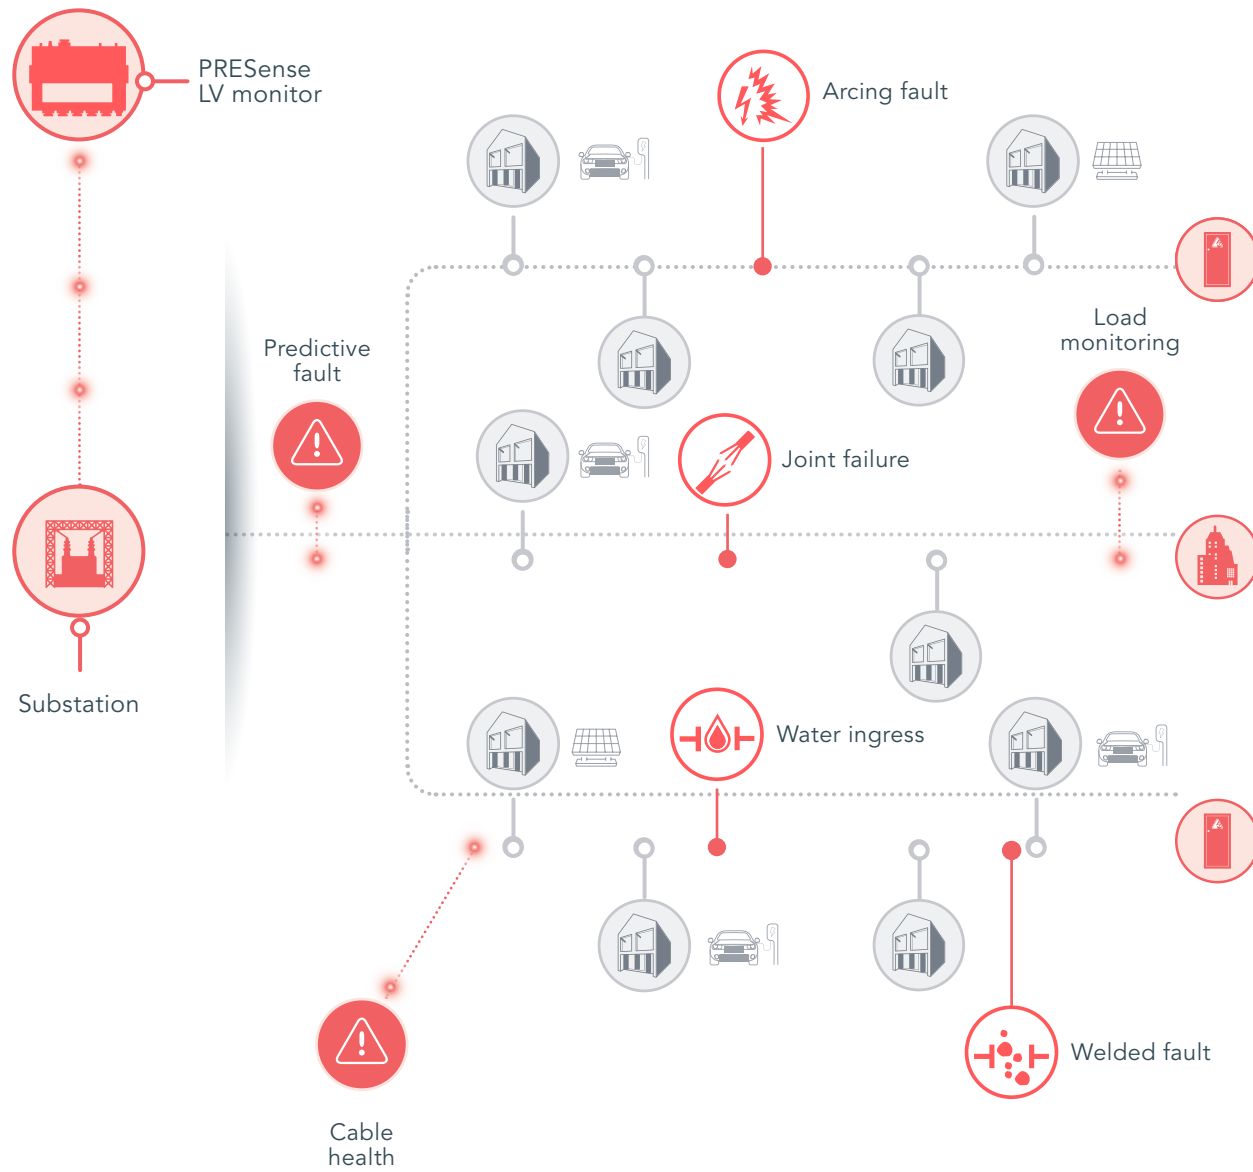 PRESense
LV monitor
Arcing fault
Load
monitoring
Predictive
fault
Joint failure
Substation
Water ingress
Welded fault
Cable
health